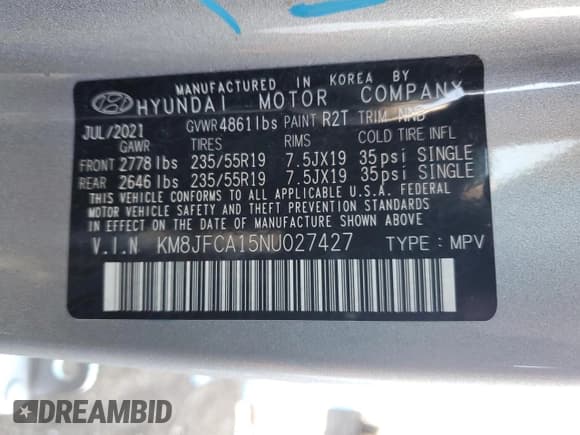 MANUFACTURED IN KOREA BY
HYUNDAI MOTOR COMPANY
JUL/2021 GVWR 4861 lbs PAINT R2T TRIM NNB
GAWR TIRES RIMS COLD TIRE INFL
FRONT 2778 lbs 235/55R19 7.5JX19 35psi SINGLE
REAR 2646 lbs 235/55R19 7.5JX19 35psi SINGLE
THIS VEHICLE CONFORMS TO ALL APPLICABLE U.S.A. FEDERAL
MOTOR VEHICLE SAFETY AND THEFT PREVENTION STANDARDS
IN EFFECT ON THE DATE OF MANUFACTURE SHOWN ABOVE
V.I.N KM8JFCA15NU027427 TYPE : MPV
DREAMBID